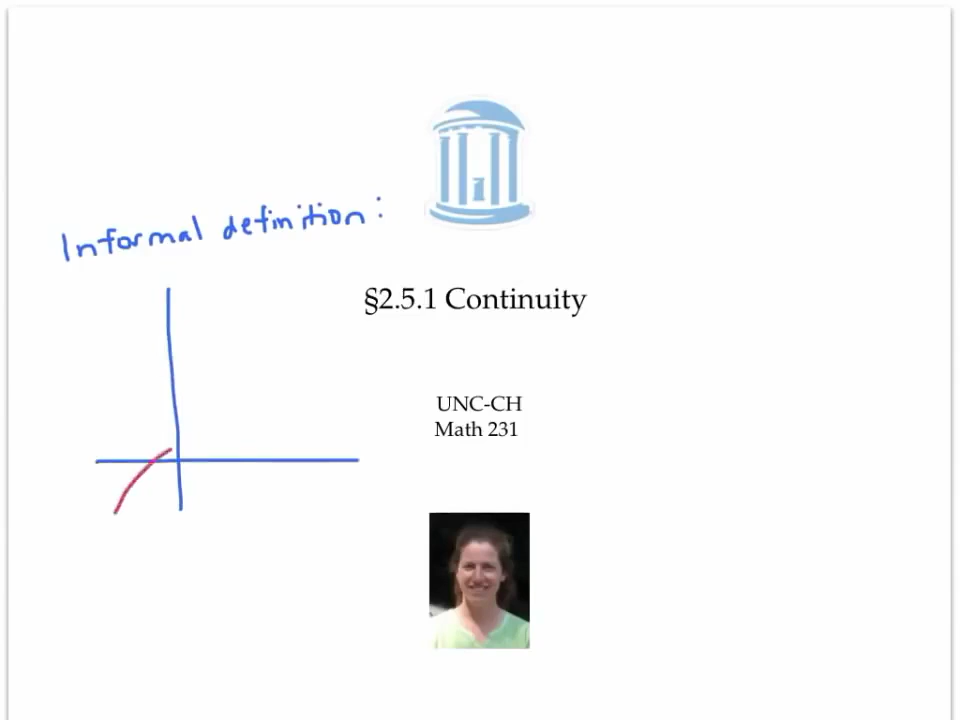 Informal definition:
§2.5.1 Continuity
UNC-CH
Math 231